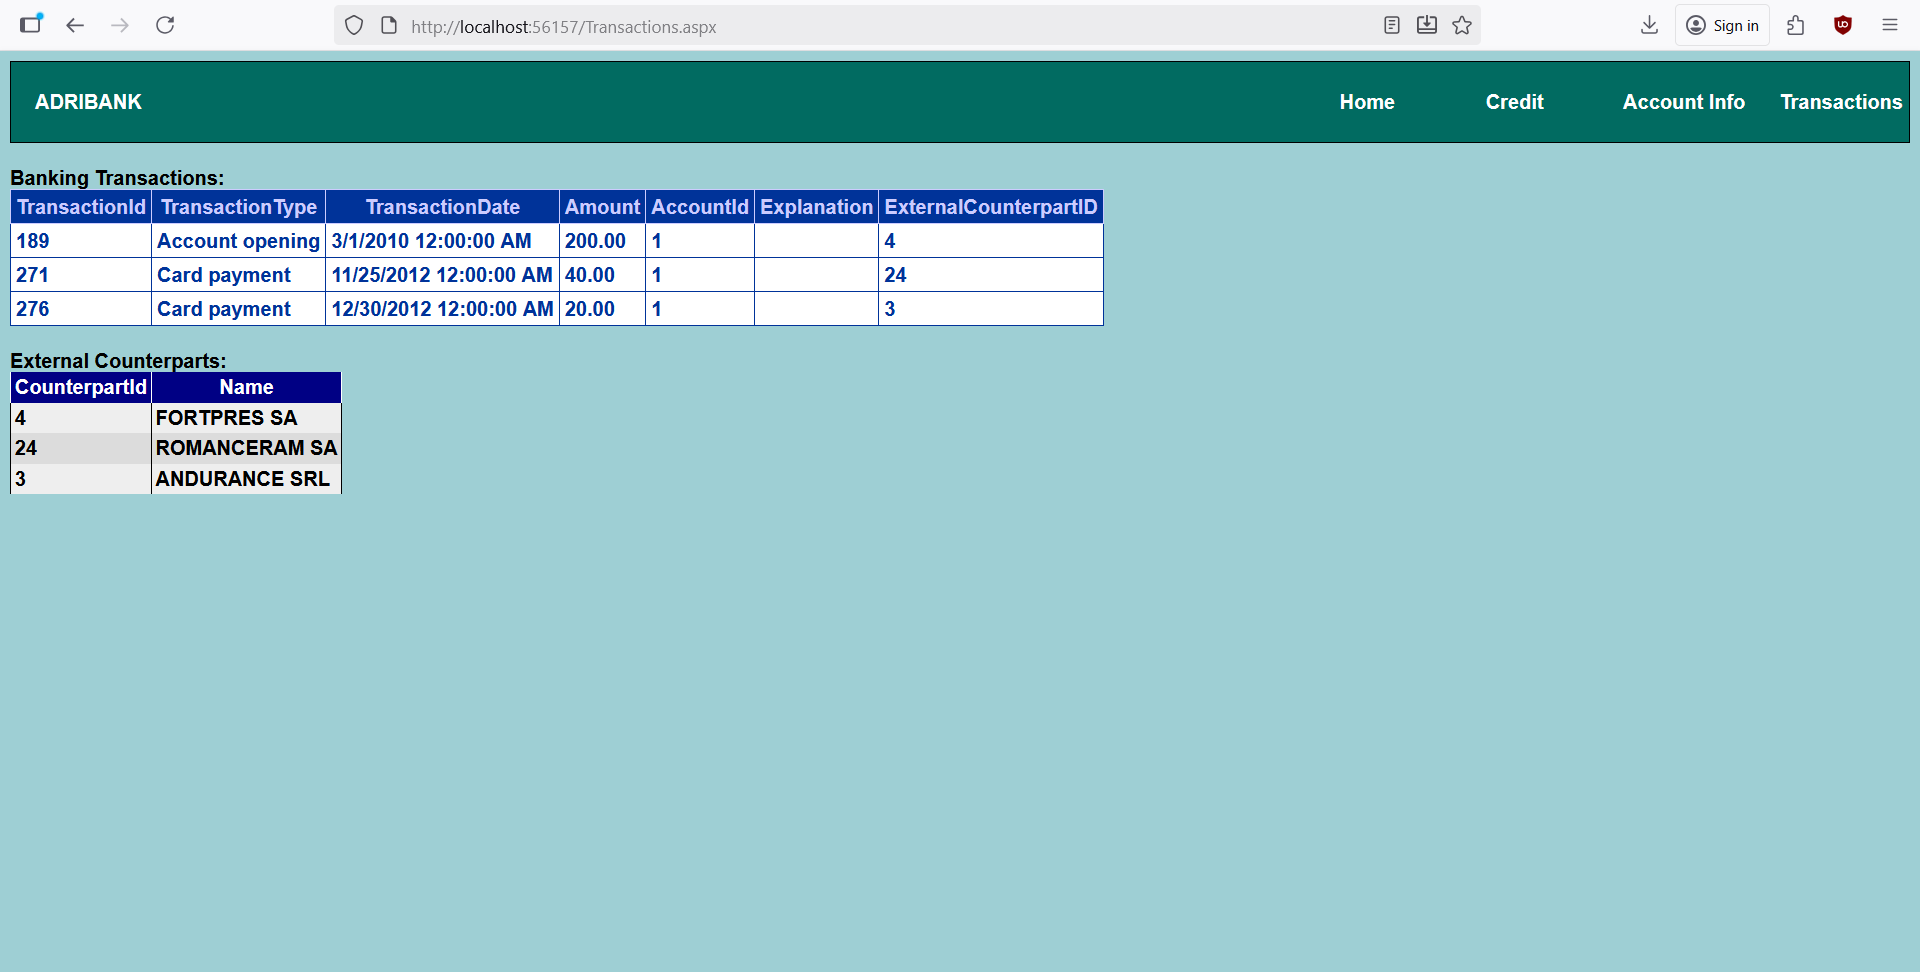 http://localhost:56157/Transactions.aspx
Sign in
ADRIBANK Home Credit Account Info Transactions
Banking Transactions:
TransactionId TransactionType TransactionDate Amount AccountId Explanation ExternalCounterpartID
189 Account opening 3/1/2010 12:00:00 AM 200.00 1 4
271 Card payment 11/25/2012 12:00:00 AM 40.00 1 24
276 Card payment 12/30/2012 12:00:00 AM 20.00 1 3
External Counterparts:
CounterpartId Name
4 FORTPRES SA
24 ROMANCERAM SA
3 ANDURANCE SRL